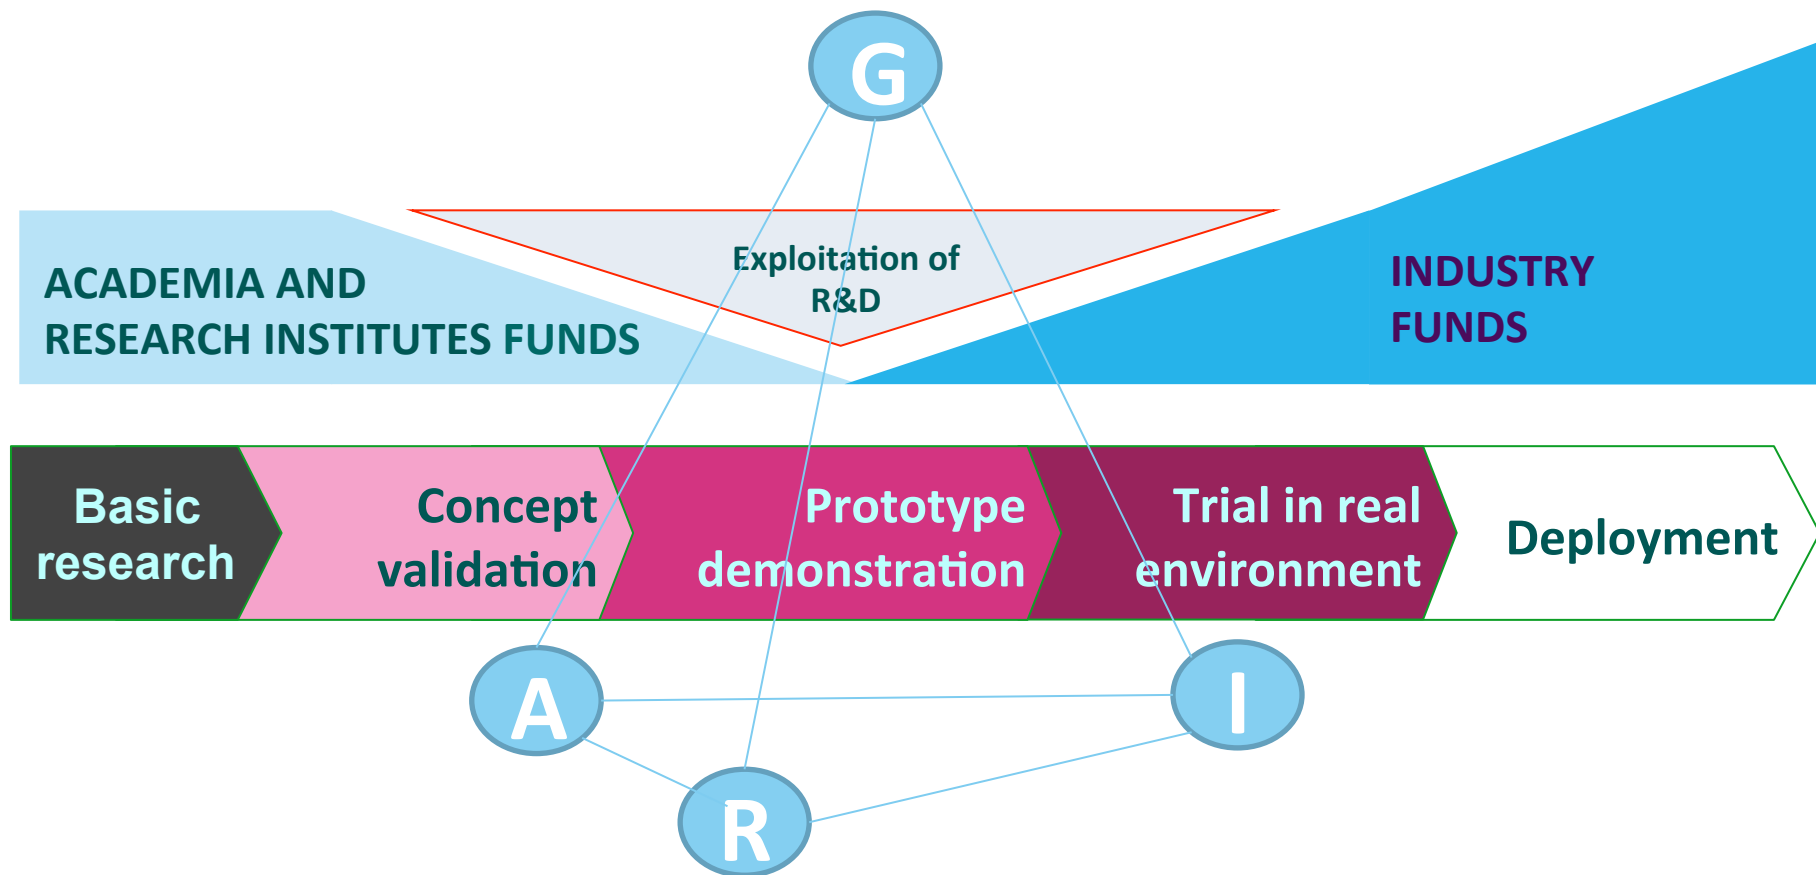 G
Exploitation of
R&D
ACADEMIA AND
RESEARCH INSTITUTES FUNDS
INDUSTRY
FUNDS
Basic
research
Concept
validation
Prototype
demonstration
Trial in real
environment
Deployment
A
I
R